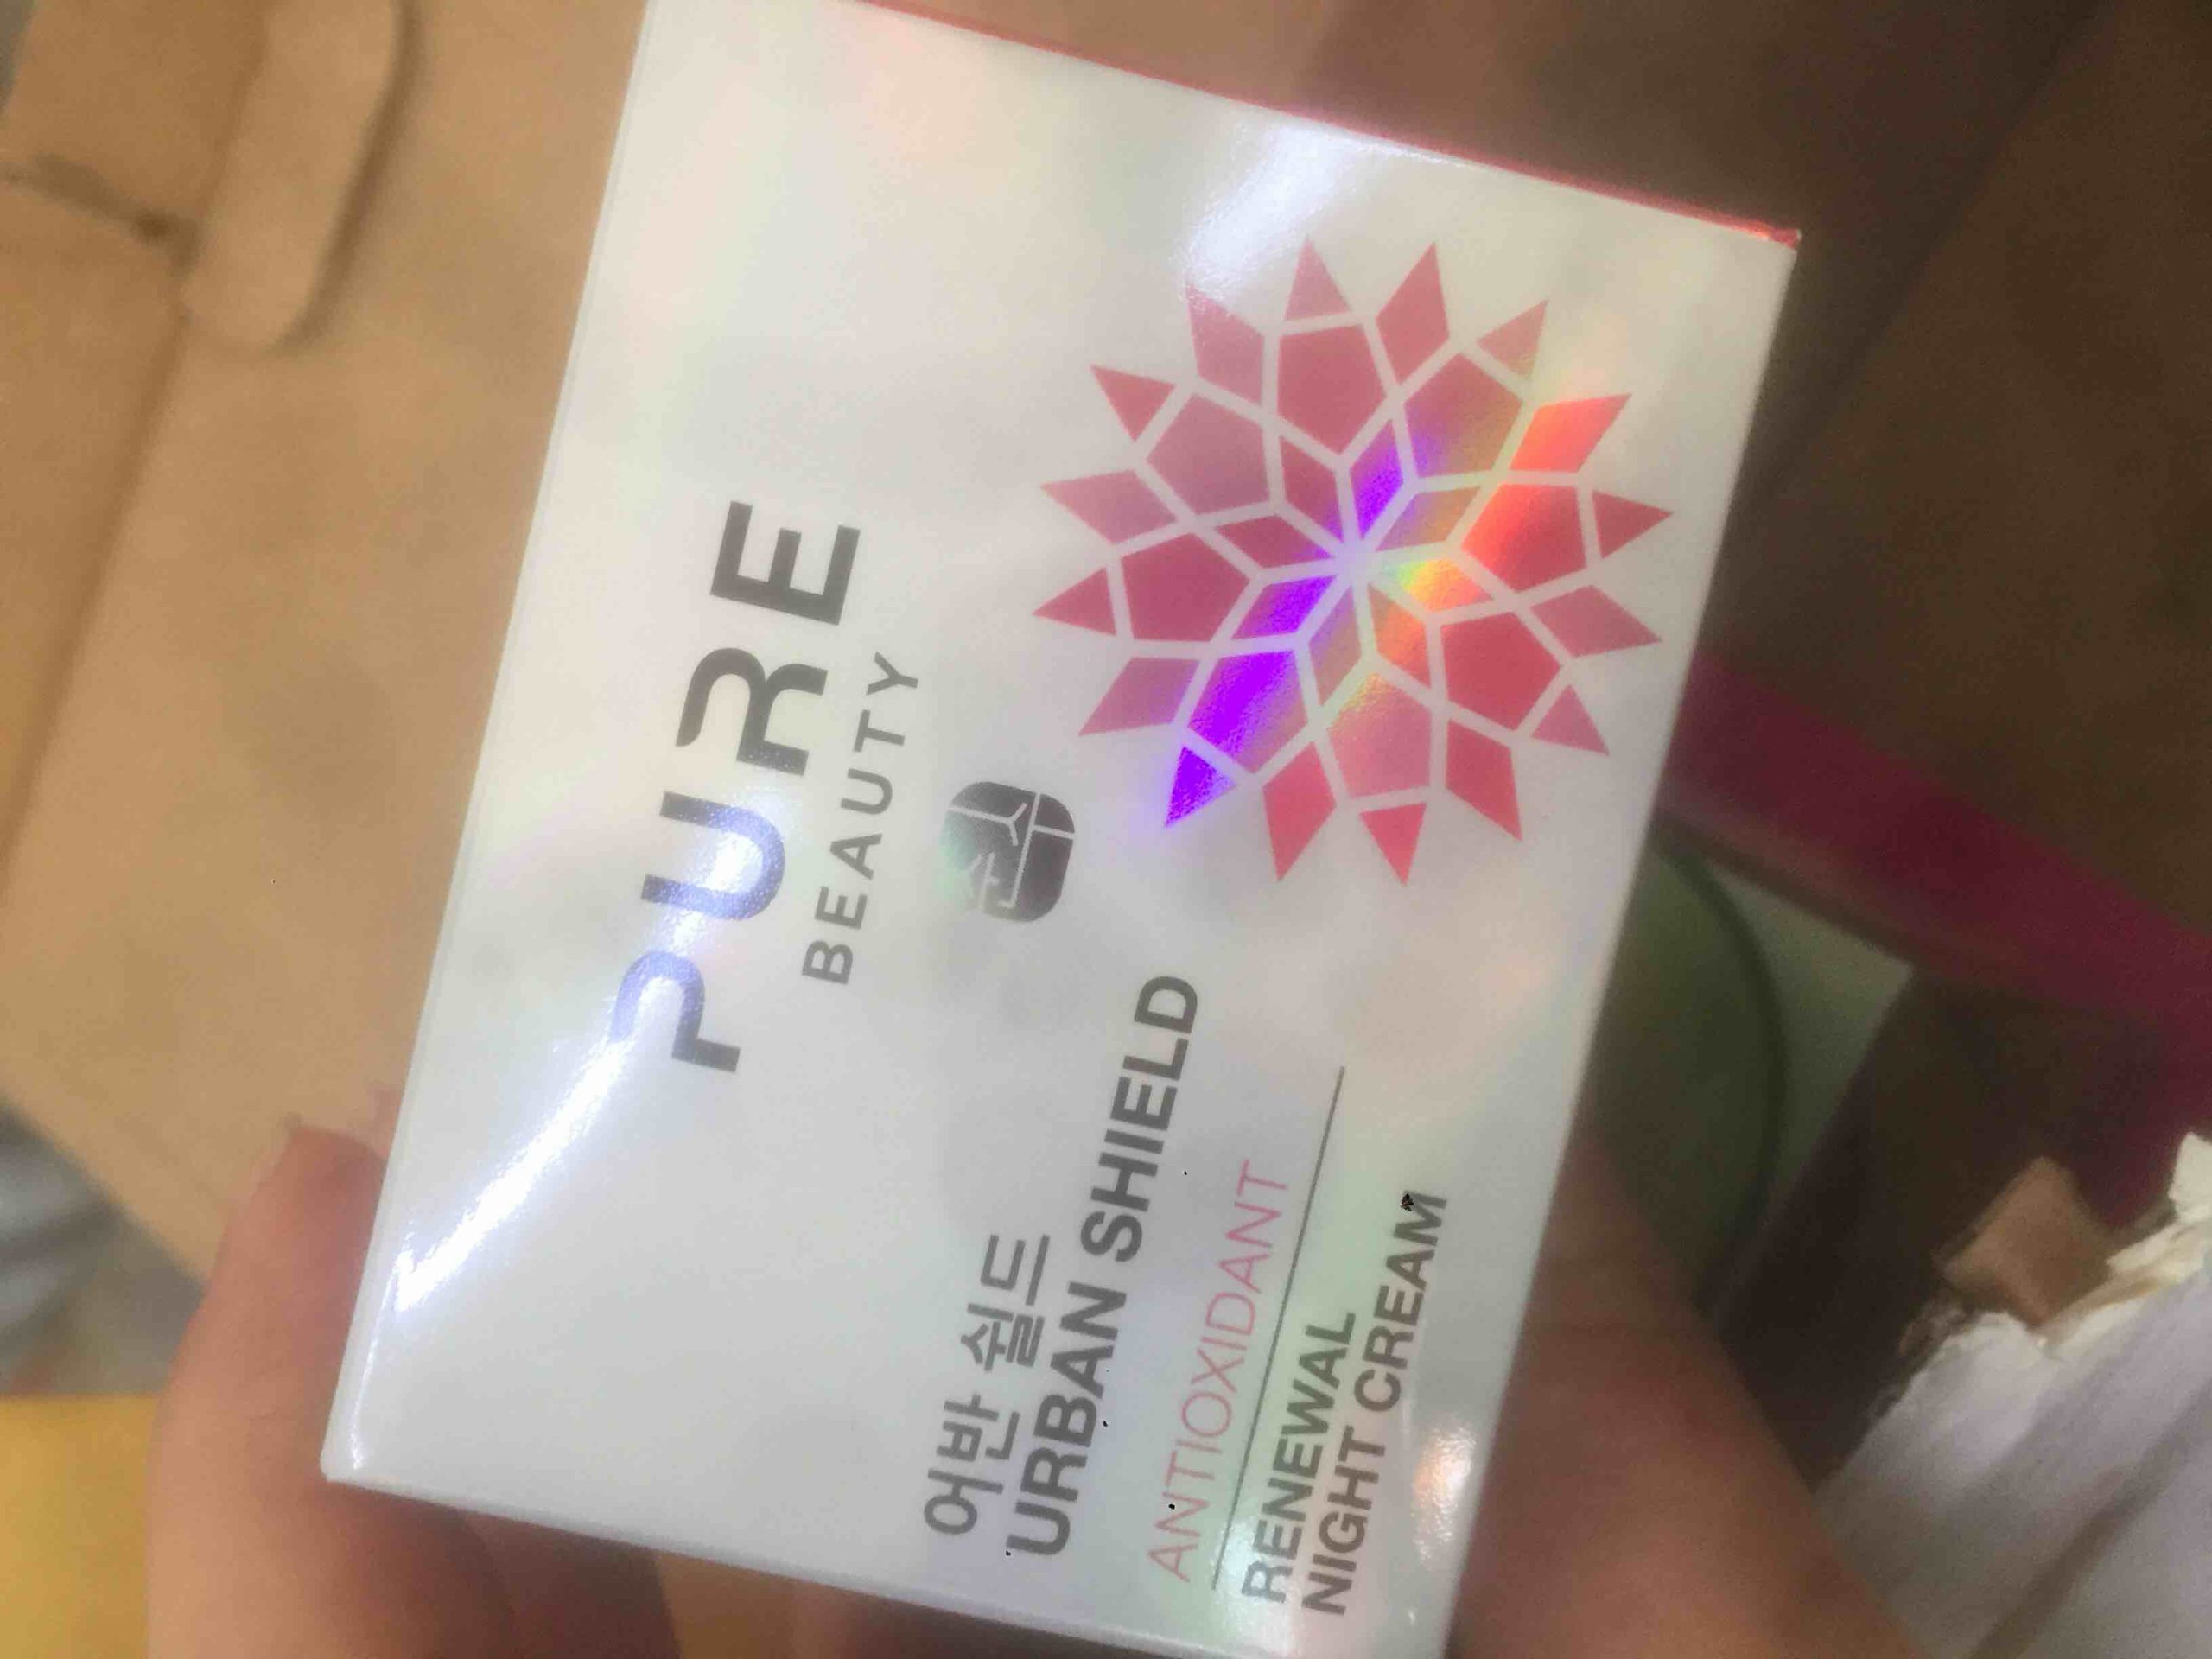 PURE
BEAUTY
어반 쉴드
URBAN SHIELD
ANTIOXIDANT
RENEWAL
NIGHT CREAM